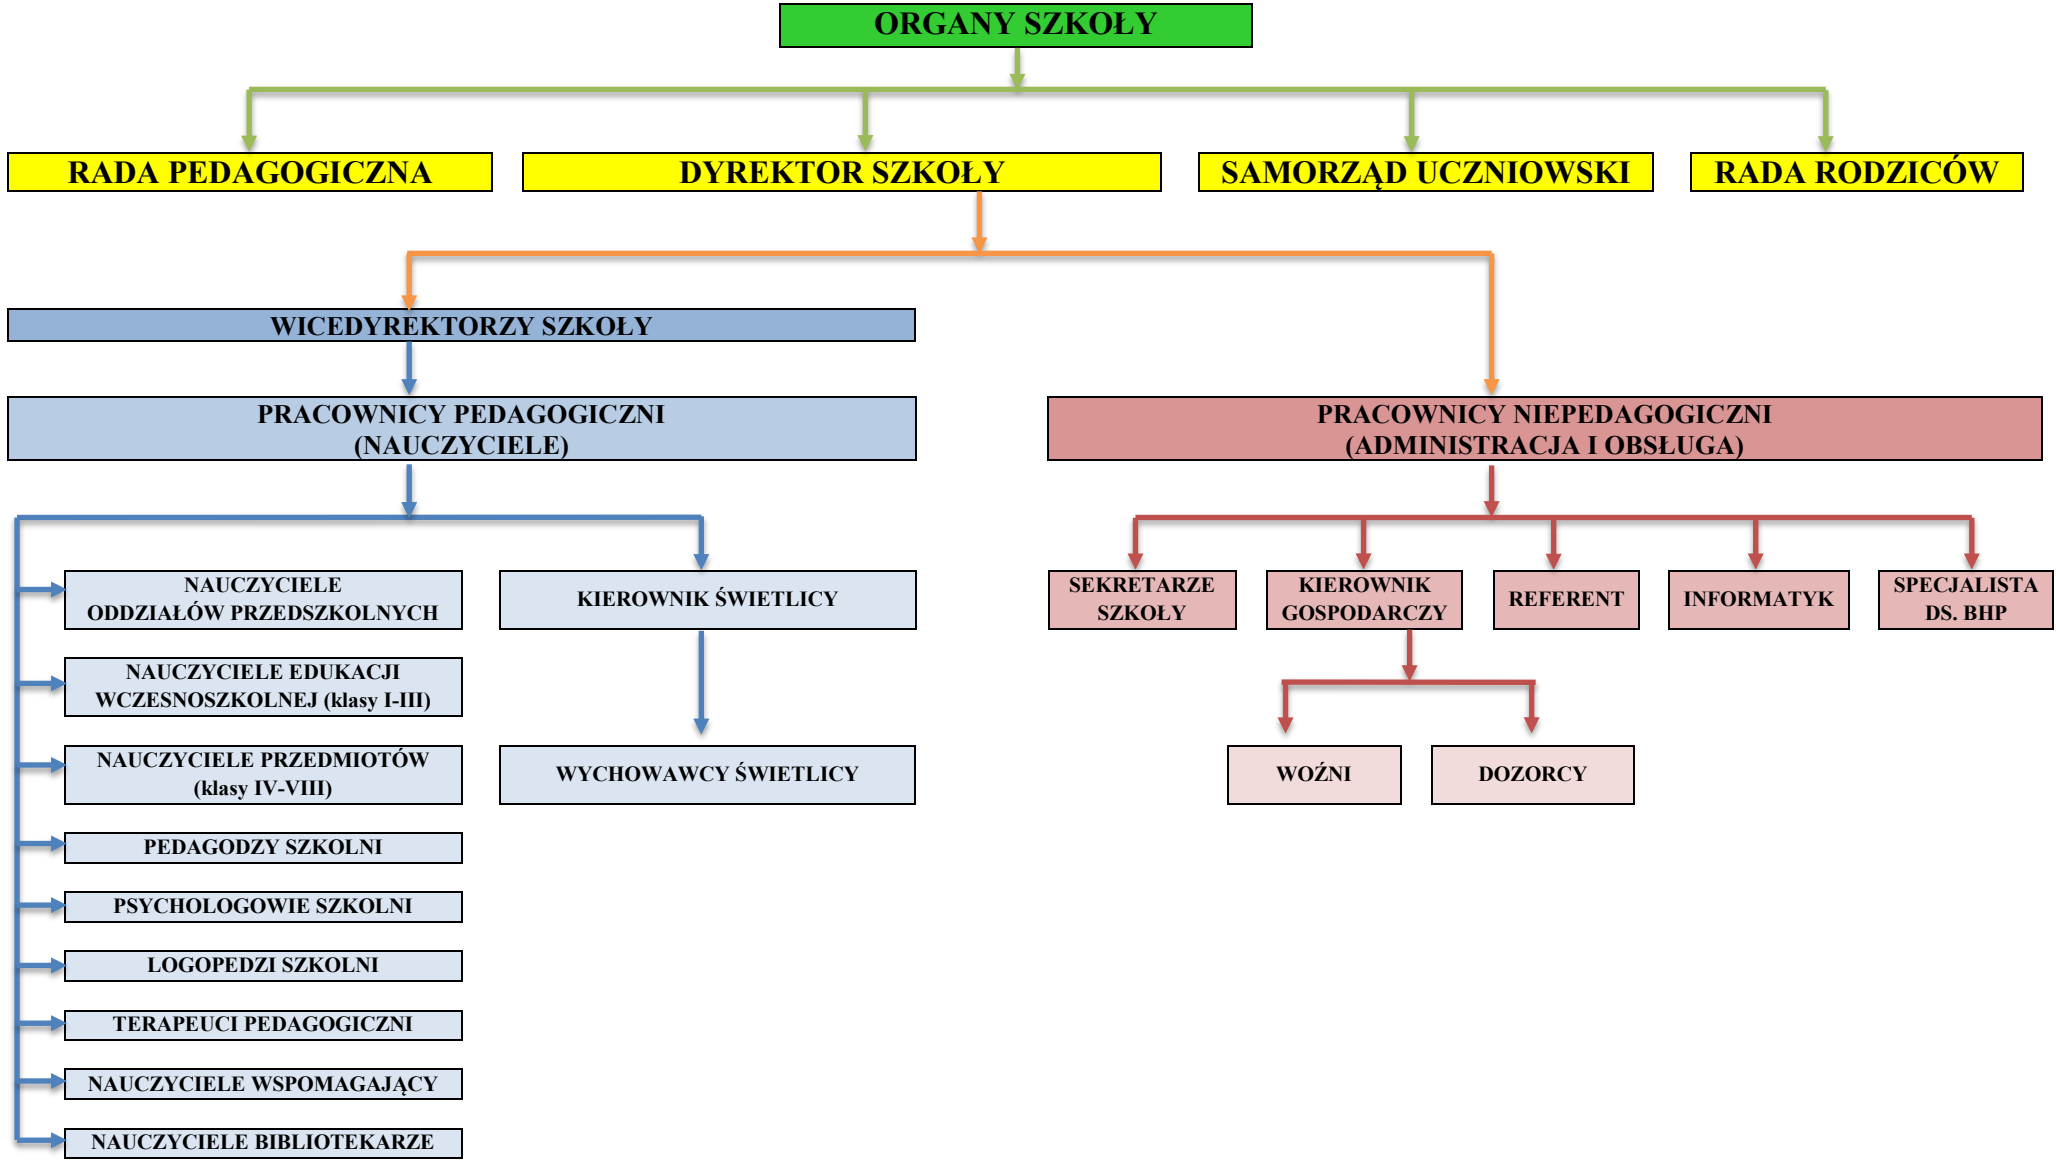 ORGANY SZKOŁY
RADA PEDAGOGICZNA
DYREKTOR SZKOŁY
SAMORZĄD UCZNIOWSKI
RADA RODZICÓW
WICEDYREKTORZY SZKOŁY
PRACOWNICY PEDAGOGICZNI
(NAUCZYCIELE)
PRACOWNICY NIEPEDAGOGICZNI
(ADMINISTRACJA I OBSŁUGA)
NAUCZYCIELE
ODDZIAŁÓW PRZEDSZKOLNYCH
KIEROWNIK ŚWIETLICY
SEKRETARZE
SZKOŁY
KIEROWNIK
GOSPODARCZY
REFERENT
INFORMATYK
SPECJALISTA
DS. BHP
NAUCZYCIELE EDUKACJI
WCZESNOSZKOLNEJ (klasy I-III)
NAUCZYCIELE PRZEDMIOTÓW
(klasy IV-VIII)
WYCHOWAWCY ŚWIETLICY
WOŹNI
DOZORCY
PEDAGODZY SZKOLNI
PSYCHOLOGOWIE SZKOLNI
LOGOPEDZI SZKOLNI
TERAPEUCI PEDAGOGICZNI
NAUCZYCIELE WSPOMAGAJĄCY
NAUCZYCIELE BIBLIOTEKARZE